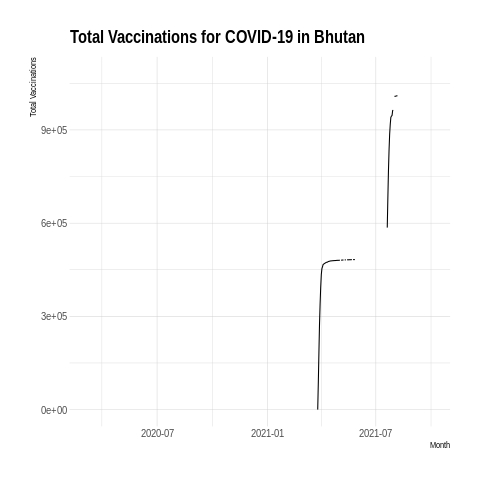 Total Vaccinations for COVID-19 in Bhutan
Total Vaccinations
9e+05
6e+05
3e+05
0e+00
2020-07 2021-01 2021-07
Month